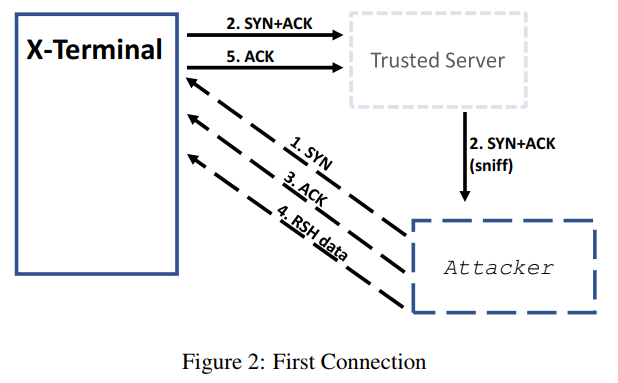 X-Terminal
2. SYN+ACK
5. ACK
Trusted Server
2. SYN+ACK
(sniff)
1. SYN
3. ACK
4. RSH data
Attacker
Figure 2: First Connection